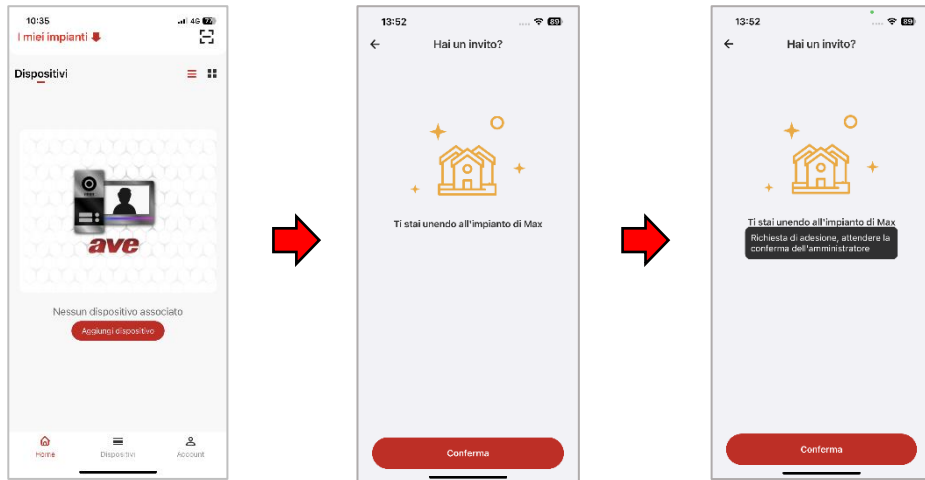 10:35
4G 72
I miei impianti
Dispositivi
ave
Nessun dispositivo associato
Aggiungi dispositivo
Home
Dispositivi
Account
13:52
89
Hai un invito?
Ti stai unendo all'impianto di Max
Conferma
13:52
89
Hai un invito?
Ti stai unendo all'impianto di Max
Richiesta di adesione, attendere la
conferma dell'amministratore
Conferma